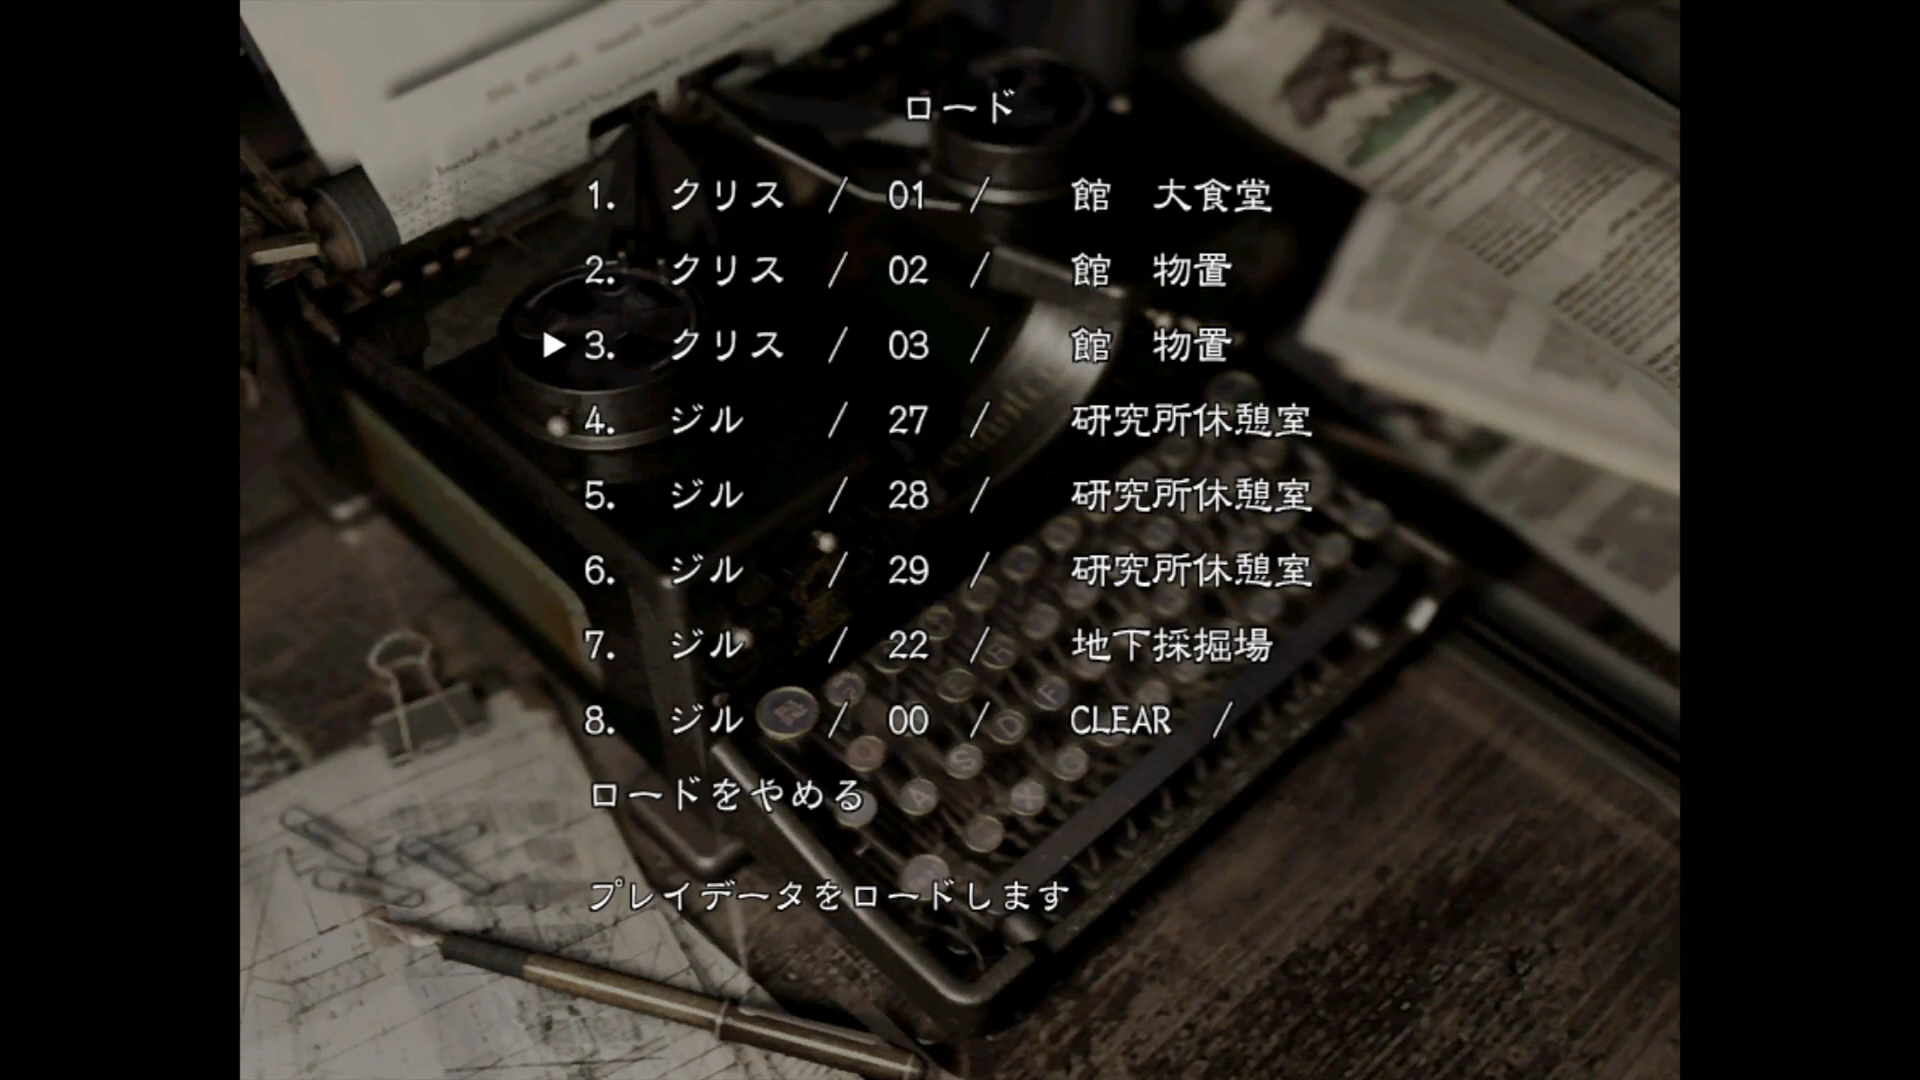 ロード
1. クリス / 01 / 館 大食堂
2. クリス / 02 / 館 物置
3. クリス / 03 / 館 物置
4. ジル / 27 / 研究所休憩室
5. ジル / 28 / 研究所休憩室
6. ジル / 29 / 研究所休憩室
7. ジル / 22 / 地下採掘場
8. ジル / 00 / CLEAR /
ロードをやめる
プレイデータをロードします